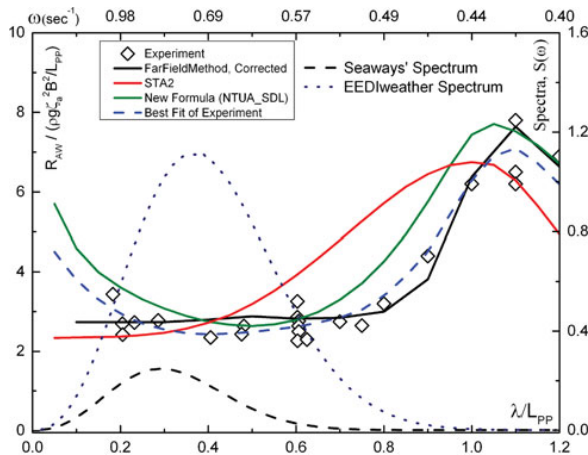 ω(sec⁻¹) 0.98 0.69 0.57 0.49 0.44 0.40
10 1.6
Experiment
FarFieldMethod, Corrected
STA2
New Formula (NTUA_SDL)
Best Fit of Experiment
Seaways' Spectrum
EEDIweather Spectrum
R_AW / (ρgζ_a²B²/L_PP)
Spectra, S(ω)
8 1.2
6
0.8
4
2 0.4
0 0.0
λ/L_PP
0.0 0.2 0.4 0.6 0.8 1.0 1.2